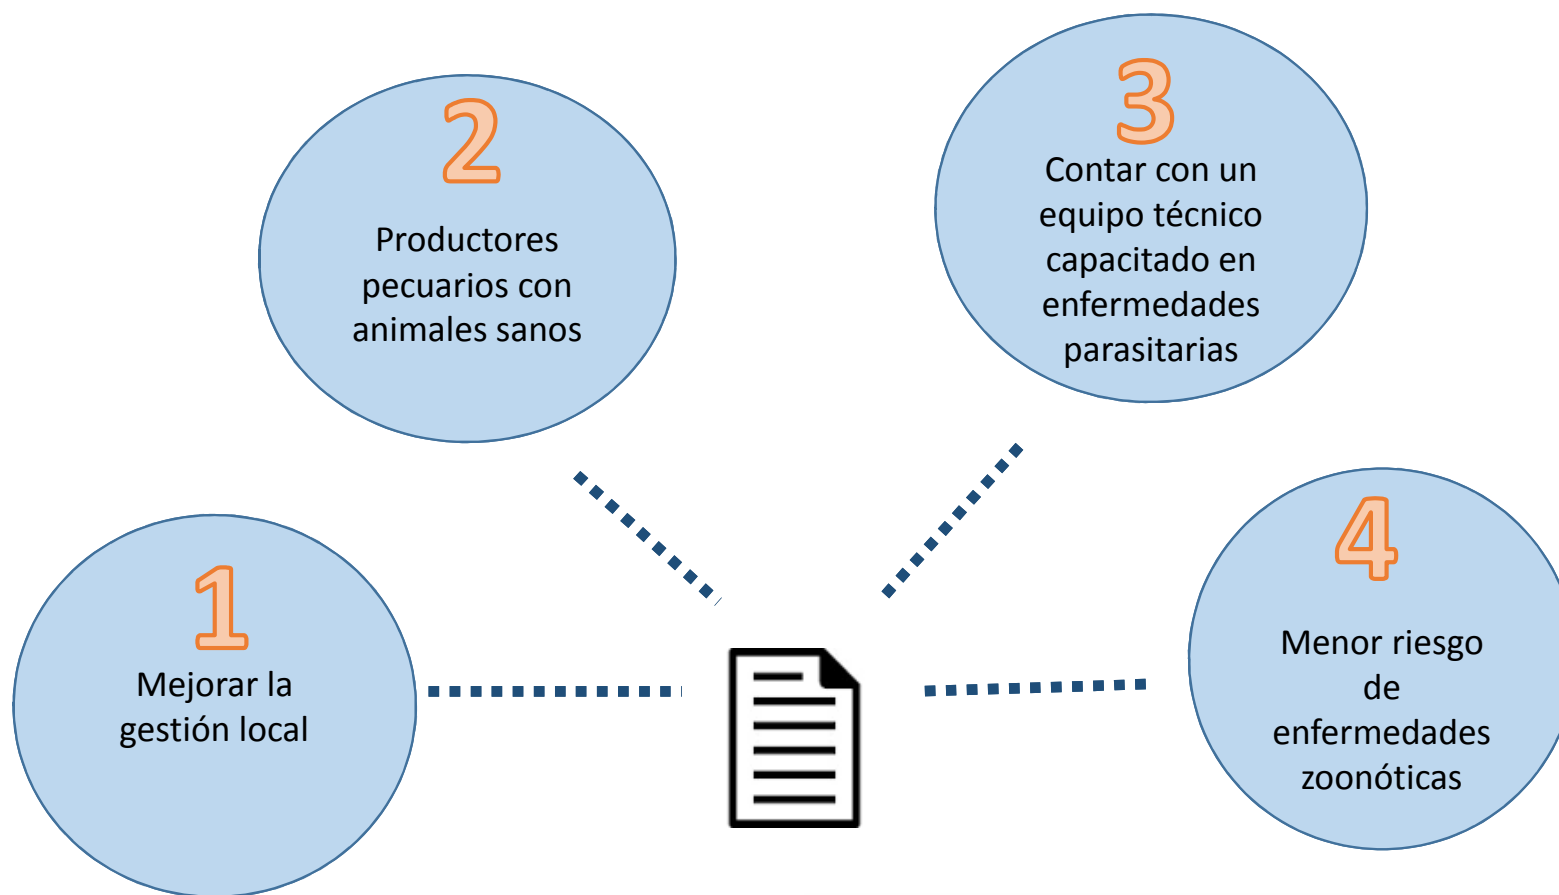 1
Mejorar la
gestión local
2
Productores
pecuarios con
animales sanos
3
Contar con un
equipo técnico
capacitado en
enfermedades
parasitarias
4
Menor riesgo
de
enfermedades
zoonóticas